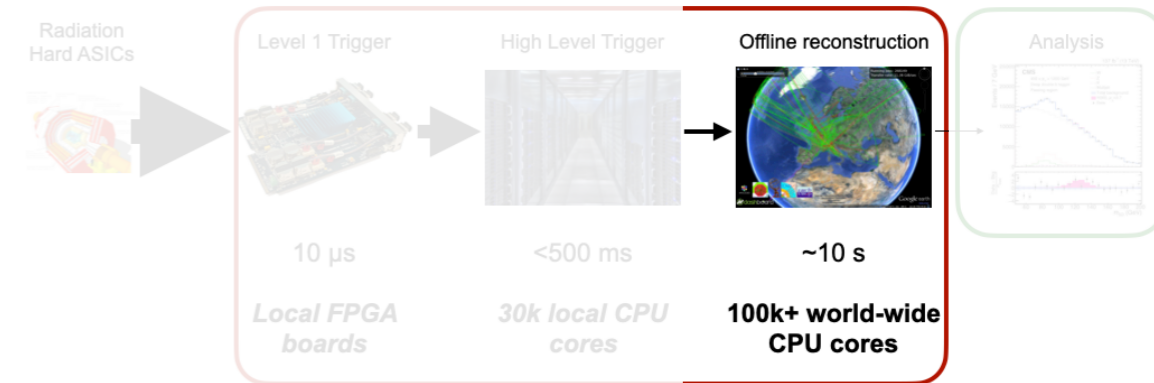 Radiation
Hard ASICs
Level 1 Trigger
High Level Trigger
Offline reconstruction
Analysis
10 µs
<500 ms
~10 s
Local FPGA
boards
30k local CPU
cores
100k+ world-wide
CPU cores